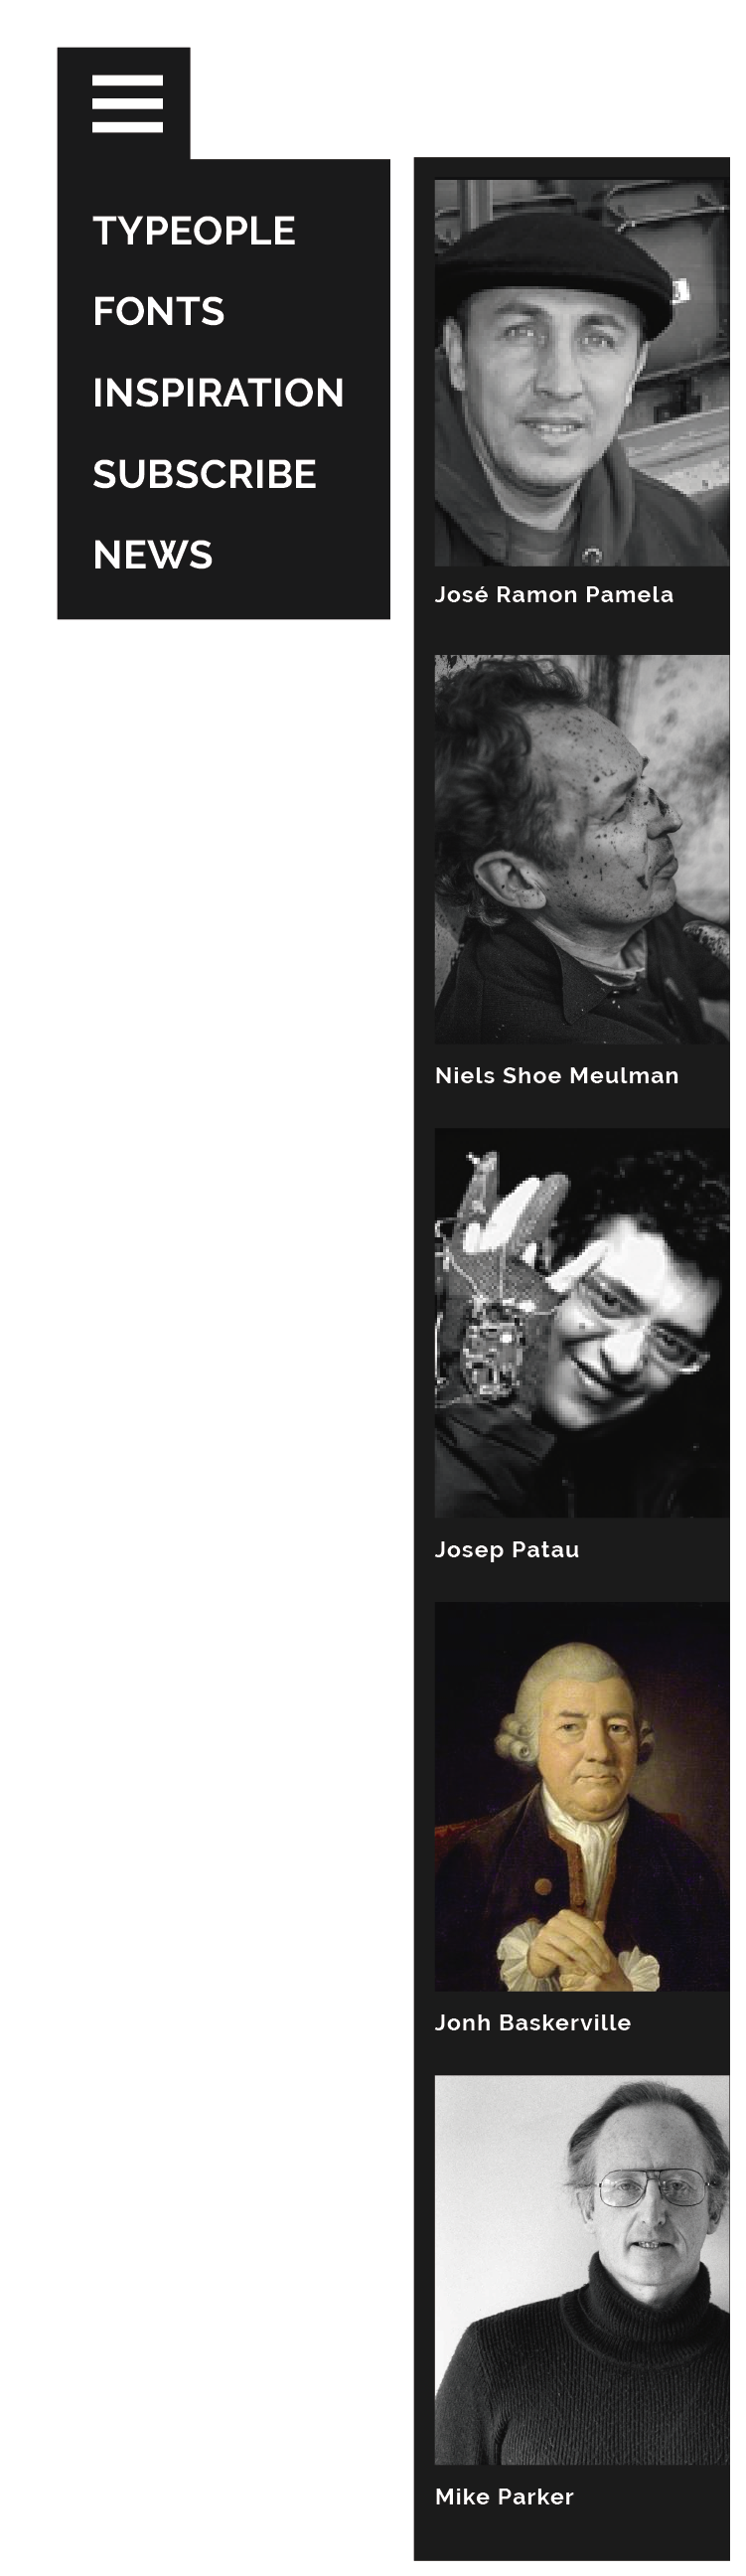 TYPEOPLE
FONTS
INSPIRATION
SUBSCRIBE
NEWS
José Ramon Pamela
Niels Shoe Meulman
Josep Patau
Jonh Baskerville
Mike Parker